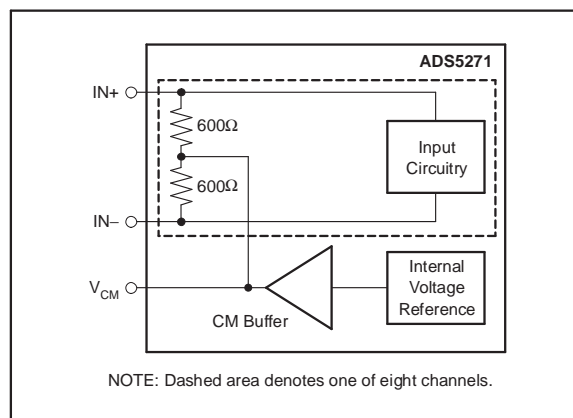 ADS5271
IN+
600Ω
Input
Circuitry
600Ω
IN−
V_CM
CM Buffer
Internal
Voltage
Reference
NOTE: Dashed area denotes one of eight channels.